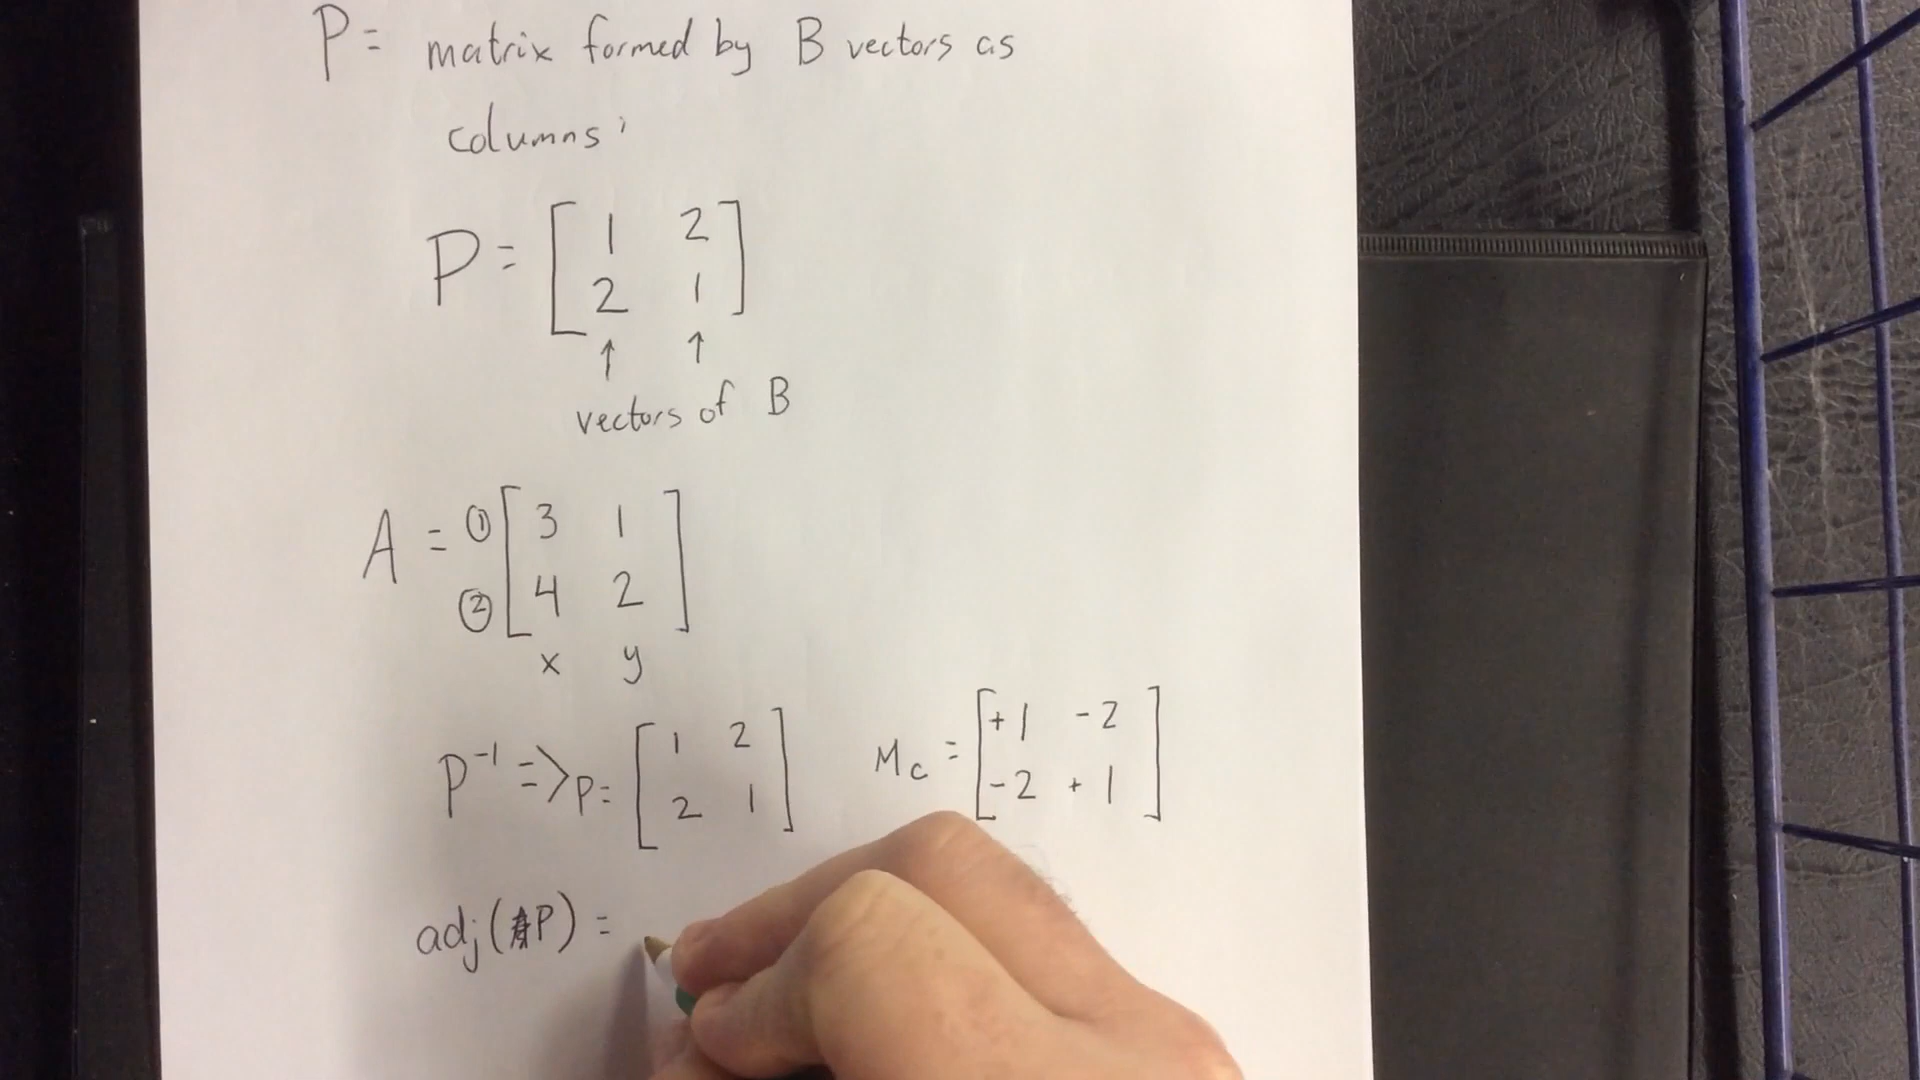 P = matrix formed by B vectors as
columns:
P = [ 1 2
2 1 ]
↑ ↑
vectors of B
A = ① [ 3 1
② 4 2 ]
x y
P⁻¹ => P = [ 1 2
2 1 ]
Mc = [ +1 -2
-2 +1 ]
adj(P) =